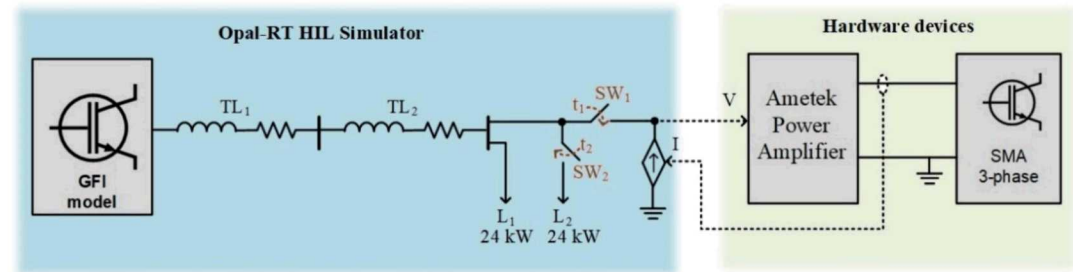 Opal-RT HIL Simulator
Hardware devices
GFI
model
TL₁
TL₂
t₁
SW₁
t₂
SW₂
L₁
24 kW
L₂
24 kW
V
I
Ametek
Power
Amplifier
SMA
3-phase